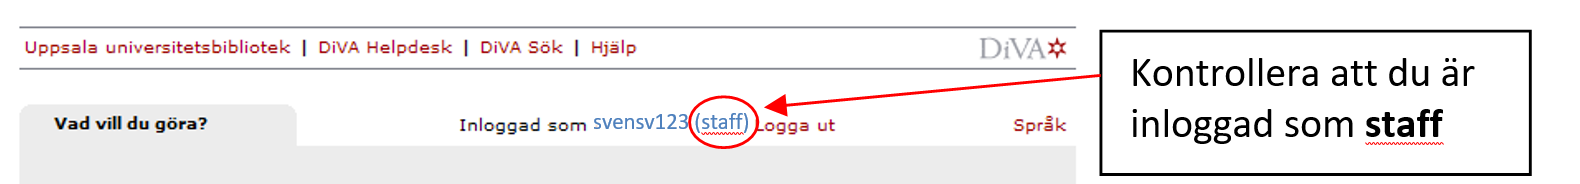 Uppsala universitetsbibliotek | DiVA Helpdesk | DiVA Sök | Hjälp
DiVA
Vad vill du göra?
Inloggad som svensv123 (staff) Logga ut
Språk
Kontrollera att du är
inloggad som staff